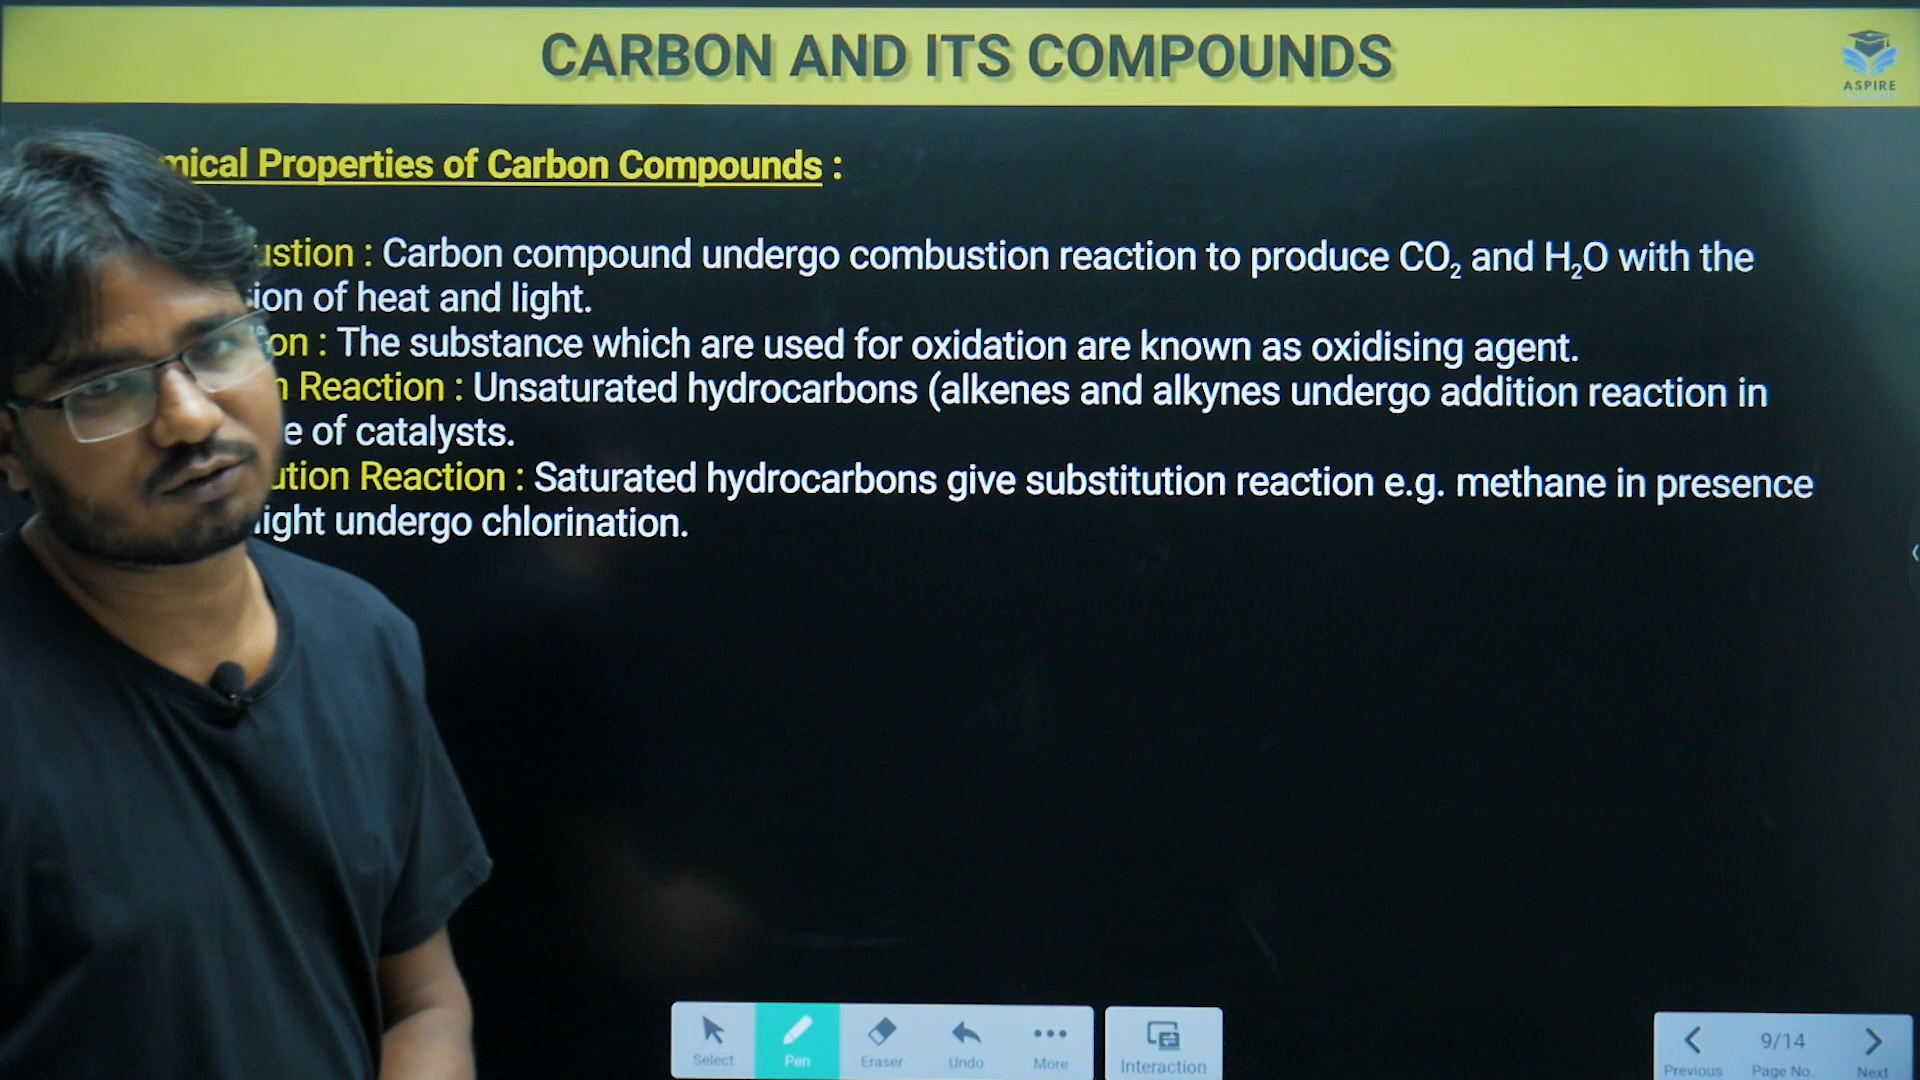 CARBON AND ITS COMPOUNDS
ASPIRE
mical Properties of Carbon Compounds :
ustion : Carbon compound undergo combustion reaction to produce CO₂ and H₂O with the
ion of heat and light.
on : The substance which are used for oxidation are known as oxidising agent.
n Reaction : Unsaturated hydrocarbons (alkenes and alkynes undergo addition reaction in
e of catalysts.
ution Reaction : Saturated hydrocarbons give substitution reaction e.g. methane in presence
light undergo chlorination.
Select Pen Eraser Undo More Interaction
9/14
Previous Page No. Next